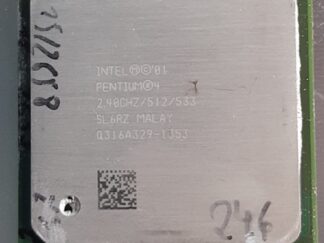 INTEL Ⓜ©'01
PENTIUM®4
2.40GHZ/512/533
SL6RZ MALAY
Q316A329-1353
246